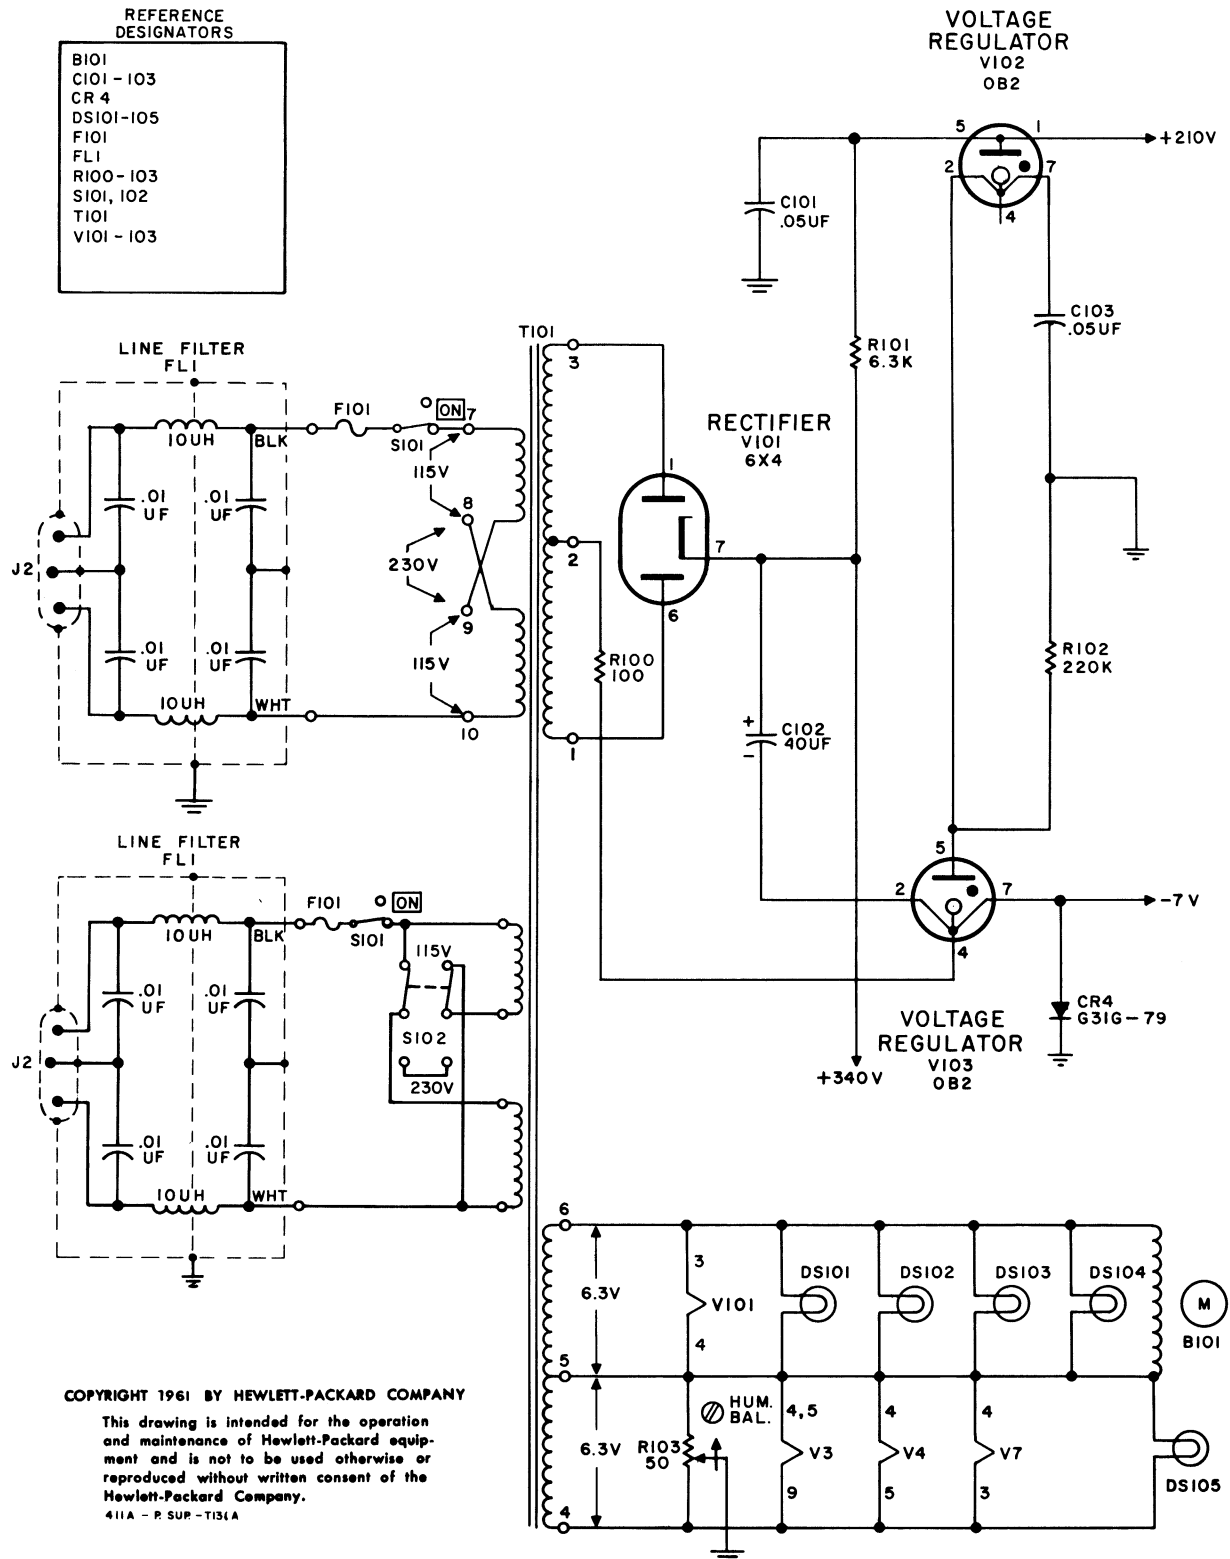 REFERENCE
DESIGNATORS
B101
C101-103
CR4
DS101-105
F101
FL1
R100-103
S101, 102
T101
V101-103
VOLTAGE
REGULATOR
V102
OB2
5
1
+210V
2
7
4
C101
.05UF
C103
.05UF
R101
6.3K
LINE FILTER
FL1
T101
3
F101
ON
7
10UH
BLK
S101
115V
RECTIFIER
V101
6X4
1
.01
UF
.01
UF
8
J2
230V
2
7
9
6
.01
UF
.01
UF
115V
R100
100
R102
220K
10UH
WHT
10
1
+
C102
40UF
–
LINE FILTER
FL1
5
2
7
-7V
4
F101
ON
10UH
BLK
S101
115V
.01
UF
.01
UF
S102
CR4
G31G-79
VOLTAGE
REGULATOR
V103
OB2
J2
230V
+340V
.01
UF
.01
UF
10UH
WHT
6
3
DS101
DS102
DS103
DS104
6.3V
V101
M
B101
4
5
COPYRIGHT 1961 BY HEWLETT-PACKARD COMPANY
This drawing is intended for the operation
and maintenance of Hewlett-Packard equip-
ment and is not to be used otherwise or
reproduced without written consent of the
Hewlett-Packard Company.
HUM.
BAL.
4,5
4
4
6.3V
R103
50
V3
V4
V7
DS105
9
5
3
4